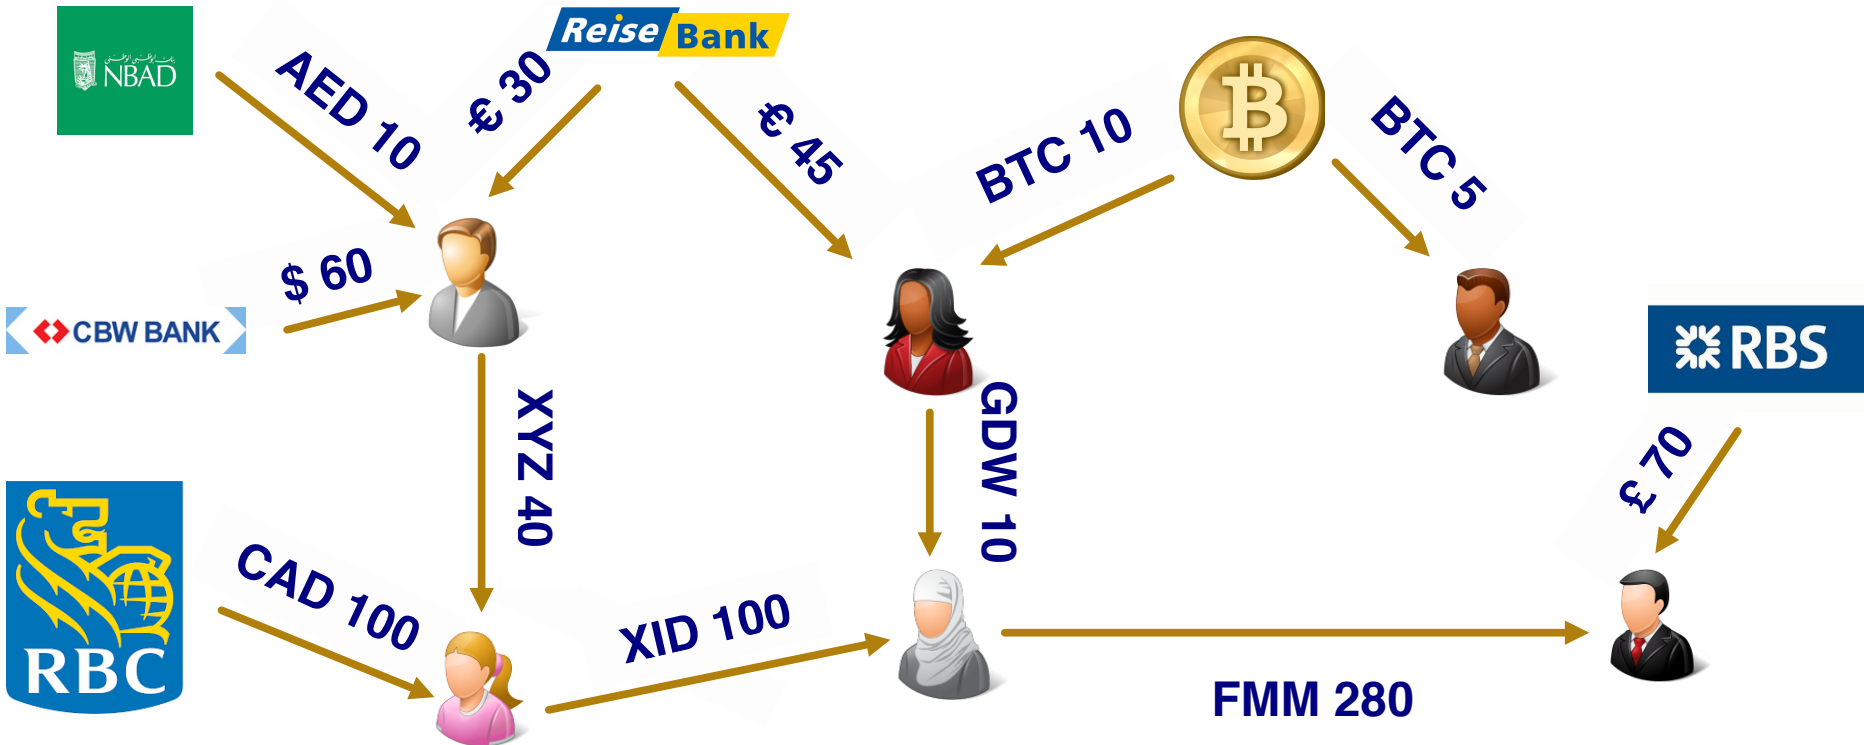 NBAD
AED 10
€ 30
Reise
Bank
€ 45
BTC 10
BTC 5
$ 60
CBW BANK
RBS
XYZ 40
GDW 10
£ 70
RBC
CAD 100
XID 100
FMM 280